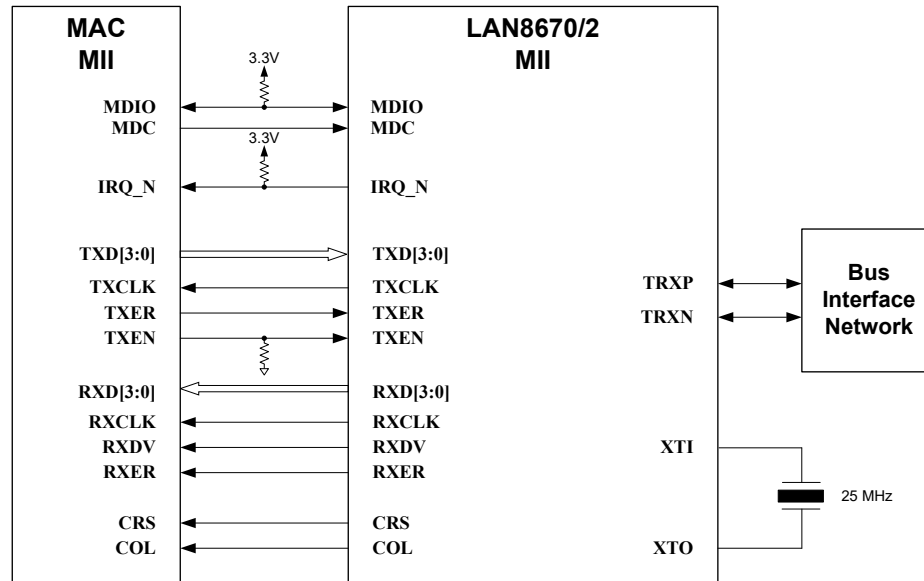 MAC
MII
LAN8670/2
MII
3.3V
MDIO
MDIO
MDC
MDC
3.3V
IRQ_N
IRQ_N
TXD[3:0]
TXD[3:0]
TXCLK
TXCLK
TXER
TXER
TXEN
TXEN
RXD[3:0]
RXD[3:0]
RXCLK
RXCLK
RXDV
RXDV
RXER
RXER
CRS
CRS
COL
COL
TRXP
TRXN
Bus
Interface
Network
XTI
25 MHz
XTO